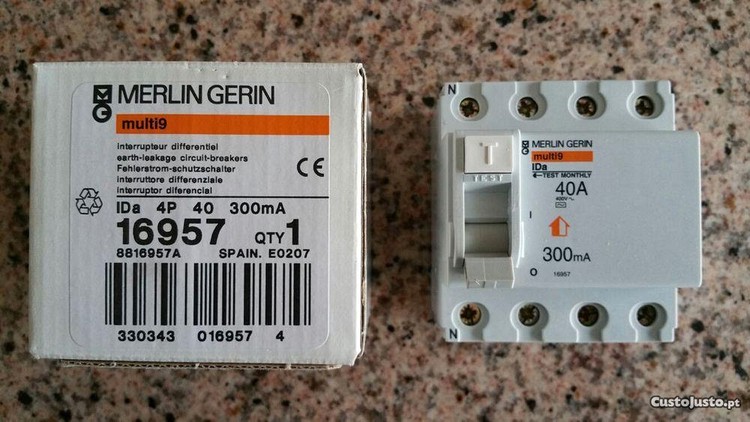 MERLIN GERIN
multi9
interrupteur differentiel
earth-leakage circuit-breakers
Fehlerstrom-schutzschalter
interruttore differenziale
interruptor diferencial
CE
IDa 4P 40 300mA
16957 QTY 1
8816957A SPAIN. E0207
330343 016957 4
N
MERLIN GERIN
multi9
IDa
TEST MONTHLY
T
TEST
40A
400V~
I
300mA
O
16957
N
CustoJusto.pt